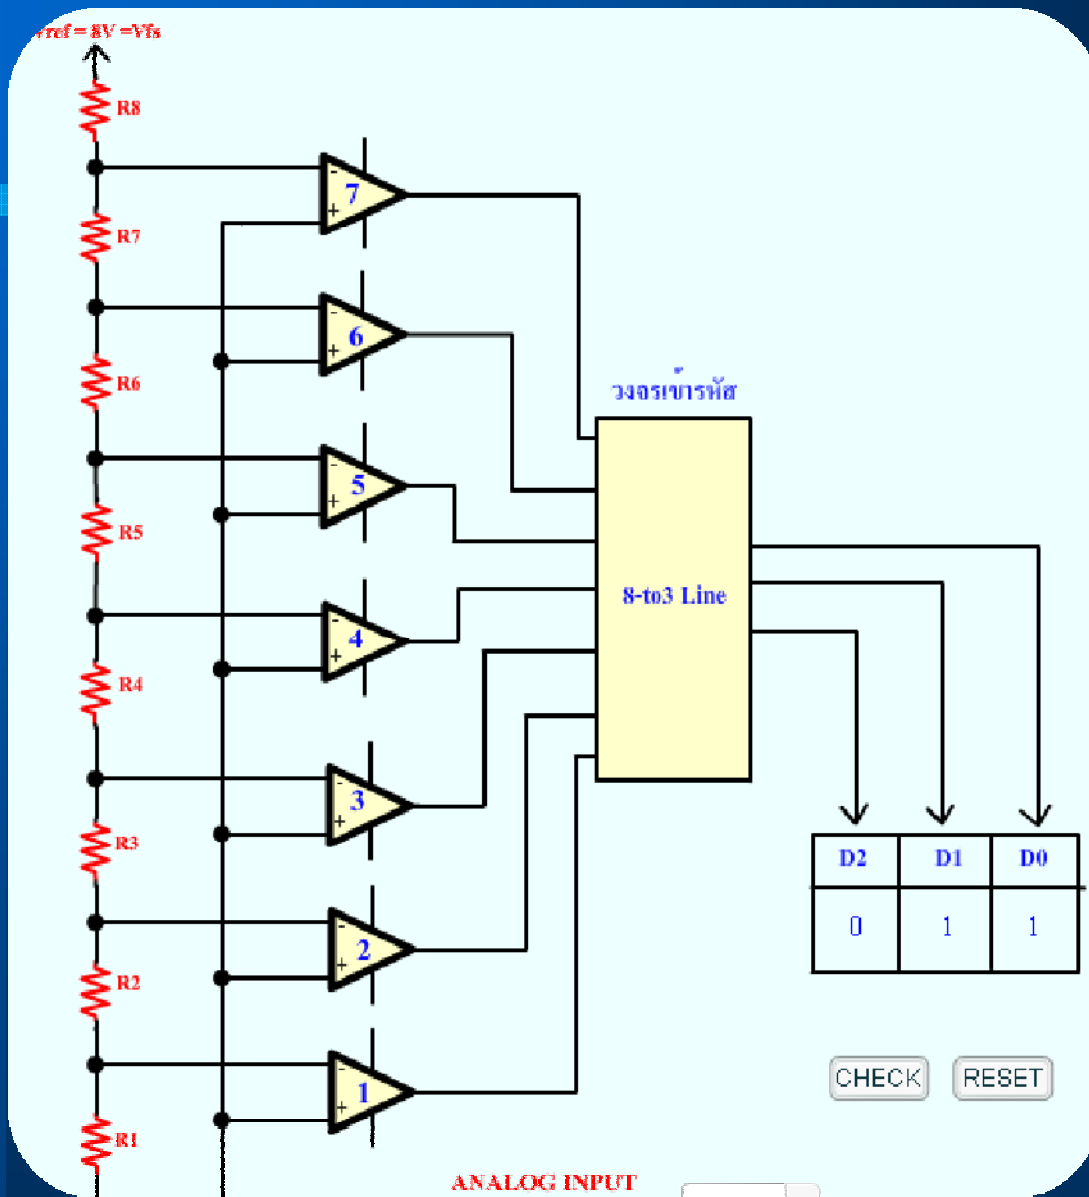 Vref = 8V =Vfs
R8
-
7
+
R7
-
6
+
วงจรเข้ารหัส
R6
-
5
+
R5
8-to3 Line
-
4
+
R4
-
3
+
R3
D2 D1 D0
0 1 1
-
2
+
R2
-
1
+
CHECK RESET
R1
ANALOG INPUT